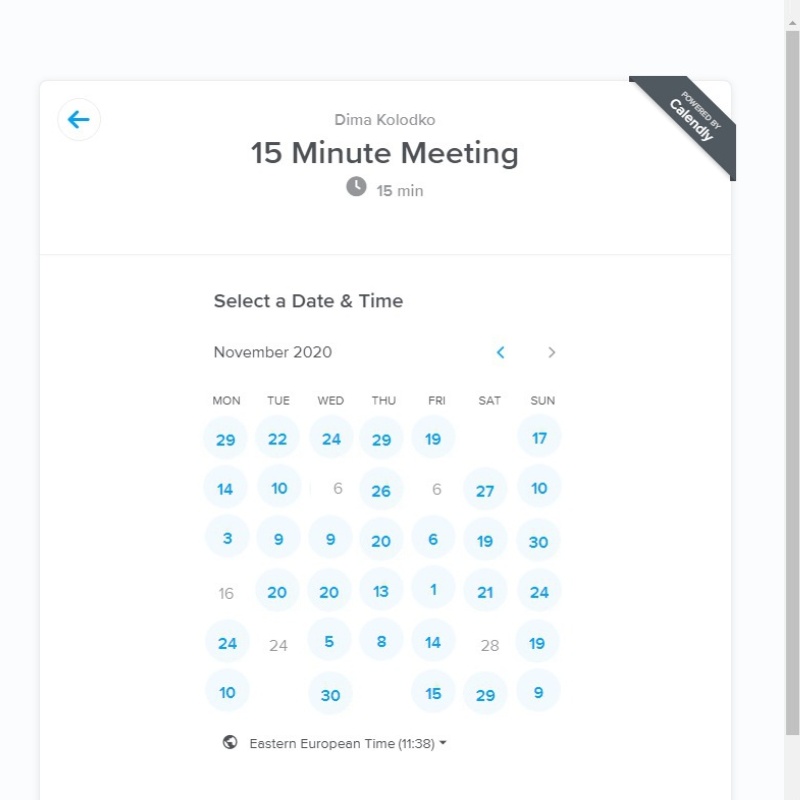 POWERED BY
Calendly
Dima Kolodko
15 Minute Meeting
15 min
Select a Date & Time
November 2020
MON TUE WED THU FRI SAT SUN
29 22 24 29 19 17
14 10 6 26 6 27 10
3 9 9 20 6 19 30
16 20 20 13 1 21 24
24 24 5 8 14 28 19
10 30 15 29 9
Eastern European Time (11:38)